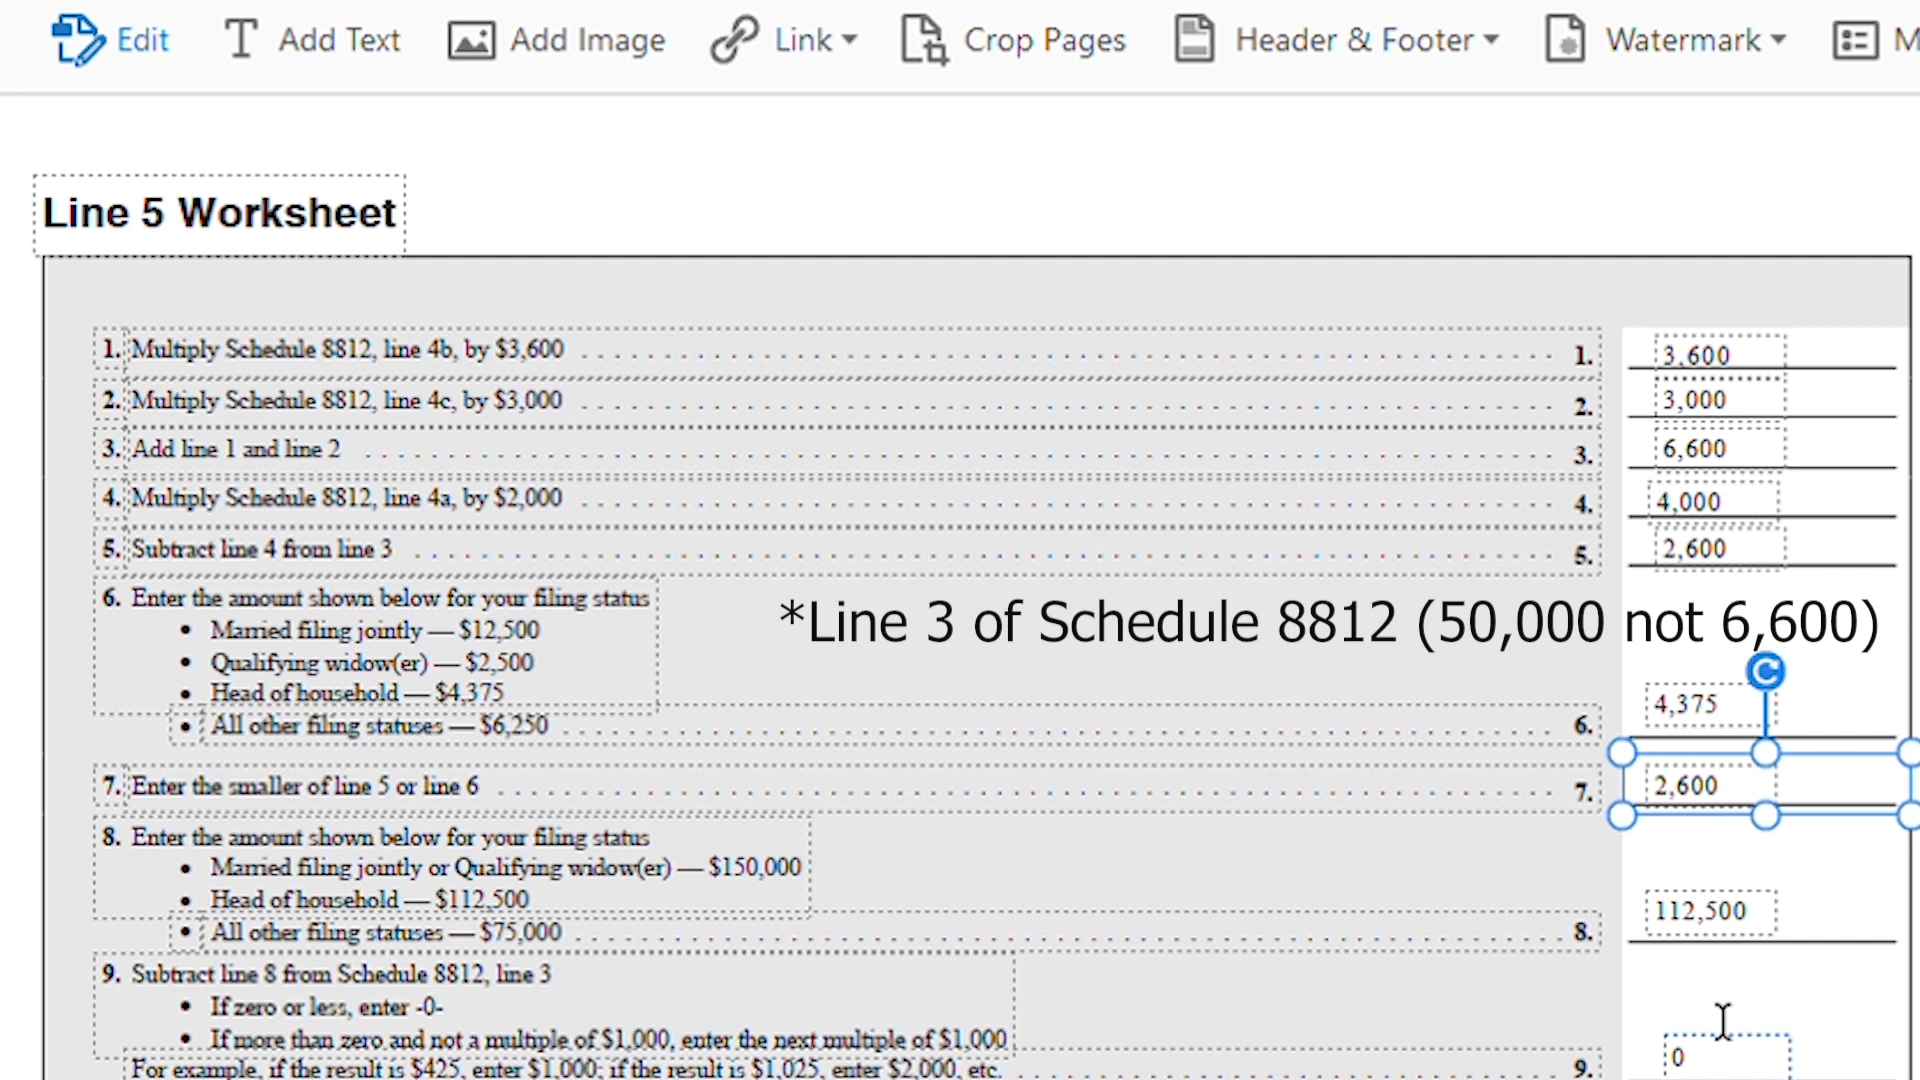 Edit Add Text Add Image Link Crop Pages Header & Footer Watermark
Line 5 Worksheet
1. Multiply Schedule 8812, line 4b, by $3,600 1. 3,600
2. Multiply Schedule 8812, line 4c, by $3,000 2. 3,000
3. Add line 1 and line 2 3. 6,600
4. Multiply Schedule 8812, line 4a, by $2,000 4. 4,000
5. Subtract line 4 from line 3 5. 2,600
6. Enter the amount shown below for your filing status
*Line 3 of Schedule 8812 (50,000 not 6,600)
• Married filing jointly — $12,500
• Qualifying widow(er) — $2,500
• Head of household — $4,375
4,375
• All other filing statuses — $6,250 6.
7. Enter the smaller of line 5 or line 6 7. 2,600
8. Enter the amount shown below for your filing status
• Married filing jointly or Qualifying widow(er) — $150,000
• Head of household — $112,500
112,500
• All other filing statuses — $75,000 8.
9. Subtract line 8 from Schedule 8812, line 3
• If zero or less, enter -0-
• If more than zero and not a multiple of $1,000, enter the next multiple of $1,000
For example, if the result is $425, enter $1,000; if the result is $1,025, enter $2,000, etc. 9. 0